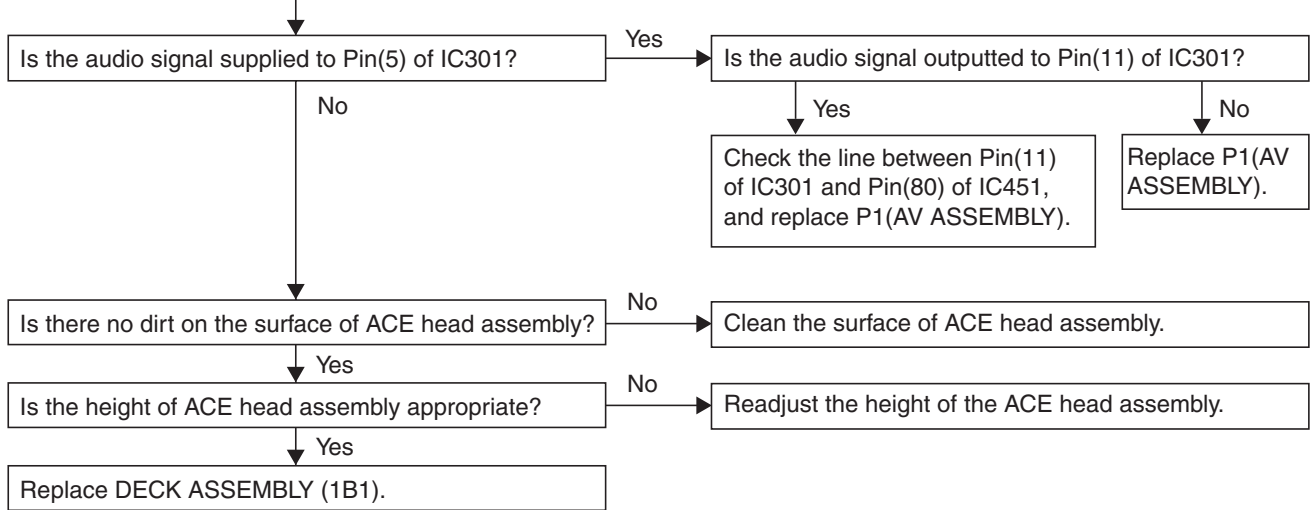 Is the audio signal supplied to Pin(5) of IC301?
Yes
Is the audio signal outputted to Pin(11) of IC301?
No
Yes
No
Check the line between Pin(11)
of IC301 and Pin(80) of IC451,
and replace P1(AV ASSEMBLY).
Replace P1(AV
ASSEMBLY).
Is there no dirt on the surface of ACE head assembly?
No
Clean the surface of ACE head assembly.
Yes
Is the height of ACE head assembly appropriate?
No
Readjust the height of the ACE head assembly.
Yes
Replace DECK ASSEMBLY (1B1).